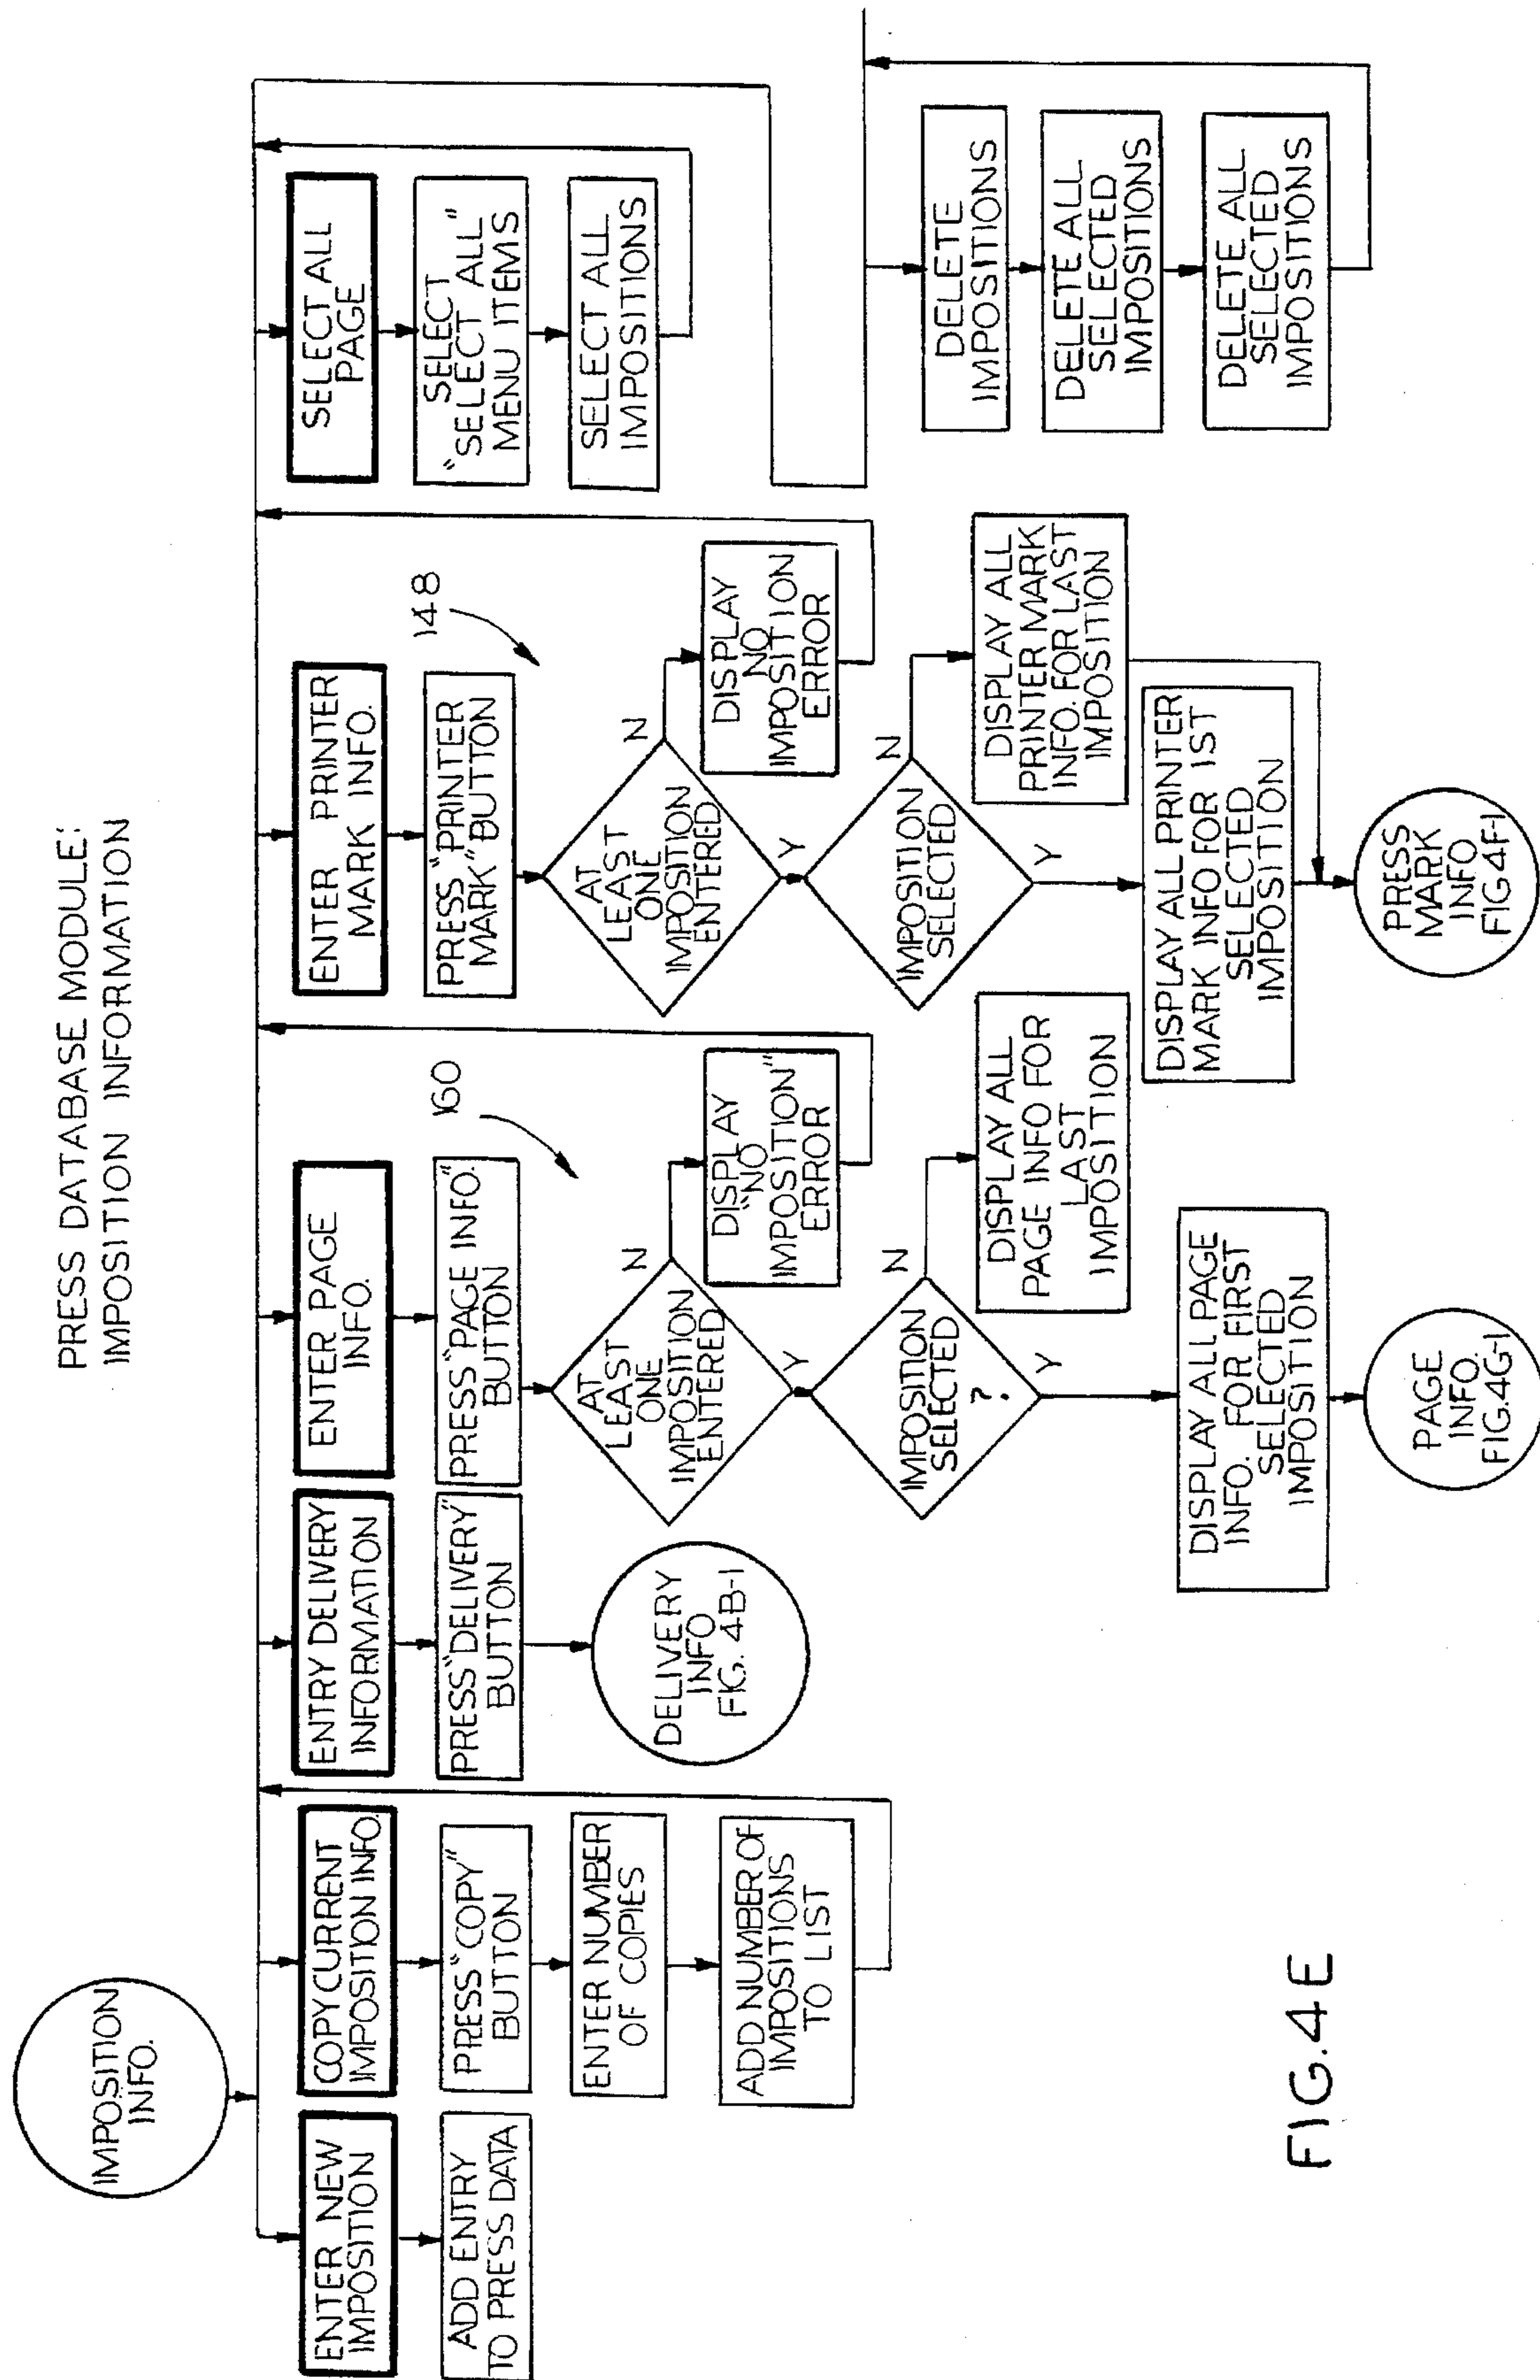 PRESS DATABASE MODULE:
IMPOSITION INFORMATION
IMPOSITION
INFO.
ENTER NEW
IMPOSITION
ADD ENTRY
TO PRESS DATA
COPY CURRENT
IMPOSITION INFO.
PRESS "COPY"
BUTTON
ENTER NUMBER
OF COPIES
ADD NUMBER OF
IMPOSITIONS
TO LIST
ENTRY DELIVERY
INFORMATION
PRESS "DELIVERY"
BUTTON
DELIVERY
INFO
FIG. 4B-1
ENTER PAGE
INFO.
PRESS "PAGE INFO."
BUTTON
160
AT
LEAST
ONE
IMPOSITION
ENTERED
N
Y
DISPLAY
"NO
IMPOSITION"
ERROR
IMPOSITION
SELECTED
?
N
Y
DISPLAY ALL
PAGE INFO FOR
LAST
IMPOSITION
DISPLAY ALL PAGE
INFO. FOR FIRST
SELECTED
IMPOSITION
PAGE
INFO.
FIG.4G-1
ENTER PRINTER
MARK INFO.
PRESS "PRINTER
MARK" BUTTON
148
AT
LEAST
ONE
IMPOSITION
ENTERED
N
Y
DISPLAY
NO
IMPOSITION
ERROR
IMPOSITION
SELECTED
N
Y
DISPLAY ALL
PRINTER MARK
INFO. FOR LAST
IMPOSITION
DISPLAY ALL PRINTER
MARK INFO FOR 1ST
SELECTED
IMPOSITION
PRESS
MARK
INFO
FIG 4F-1
SELECT ALL
PAGE
SELECT
"SELECT ALL"
MENU ITEMS
SELECT ALL
IMPOSITIONS
DELETE
IMPOSITIONS
DELETE ALL
SELECTED
IMPOSITIONS
DELETE ALL
SELECTED
IMPOSITIONS
FIG.4E